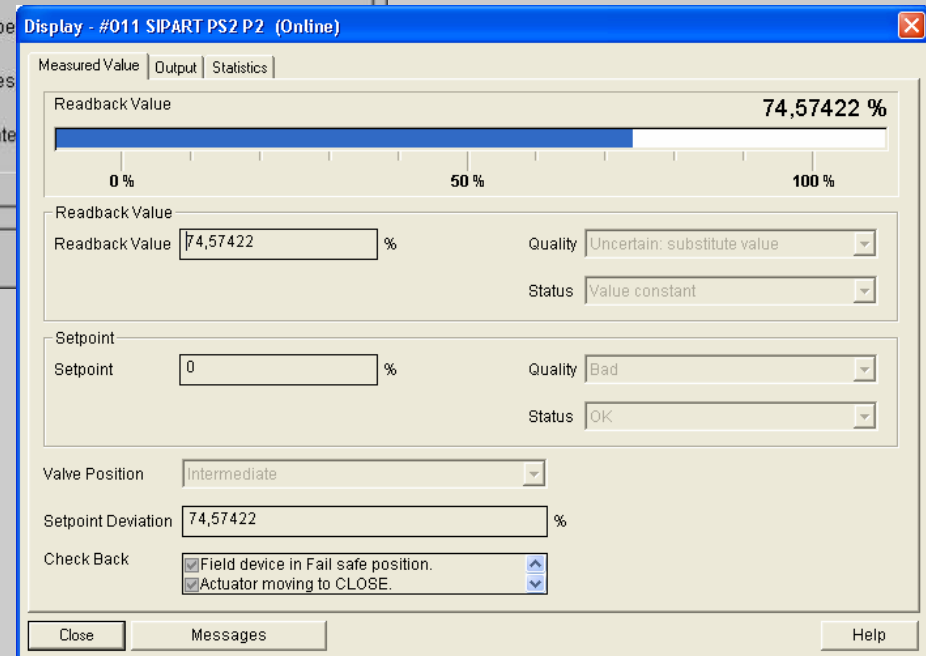 Display - #011 SIPART PS2 P2 (Online)
Measured Value Output Statistics
Readback Value
74,57422 %
0 % 50 % 100 %
Readback Value
Readback Value 74,57422 % Quality Uncertain: substitute value
Status Value constant
Setpoint
Setpoint 0 % Quality Bad
Status OK
Valve Position Intermediate
Setpoint Deviation 74,57422 %
Check Back Field device in Fail safe position.
Actuator moving to CLOSE.
Close Messages Help